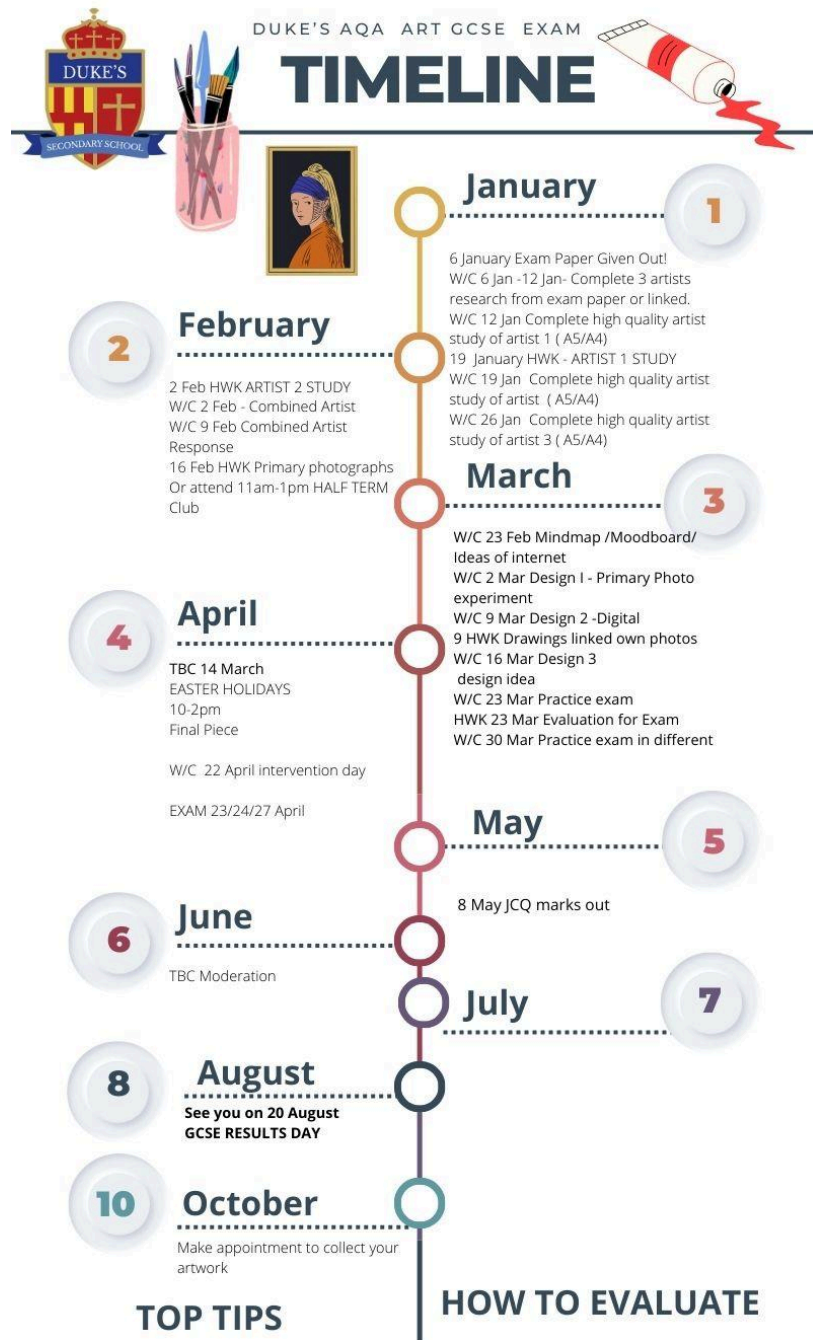 DUKE'S AQA ART GCSE EXAM
TIMELINE
DUKE'S
SECONDARY SCHOOL
January
1
6 January Exam Paper Given Out!
W/C 6 Jan -12 Jan- Complete 3 artists
research from exam paper or linked.
W/C 12 Jan Complete high quality artist
study of artist 1 ( A5/A4)
19 January HWK - ARTIST 1 STUDY
W/C 19 Jan Complete high quality artist
study of artist ( A5/A4)
W/C 26 Jan Complete high quality artist
study of artist 3 ( A5/A4)
2
February
2 Feb HWK ARTIST 2 STUDY
W/C 2 Feb - Combined Artist
W/C 9 Feb Combined Artist
Response
16 Feb HWK Primary photographs
Or attend 11am-1pm HALF TERM
Club
March
3
W/C 23 Feb Mindmap /Moodboard/
Ideas of internet
W/C 2 Mar Design I - Primary Photo
experiment
W/C 9 Mar Design 2 -Digital
9 HWK Drawings linked own photos
W/C 16 Mar Design 3
design idea
W/C 23 Mar Practice exam
HWK 23 Mar Evaluation for Exam
W/C 30 Mar Practice exam in different
4
April
TBC 14 March
EASTER HOLIDAYS
10-2pm
Final Piece
W/C 22 April intervention day
EXAM 23/24/27 April
May
5
8 May JCQ marks out
6
June
TBC Moderation
July
7
8
August
See you on 20 August
GCSE RESULTS DAY
10
October
Make appointment to collect your
artwork
TOP TIPS
HOW TO EVALUATE